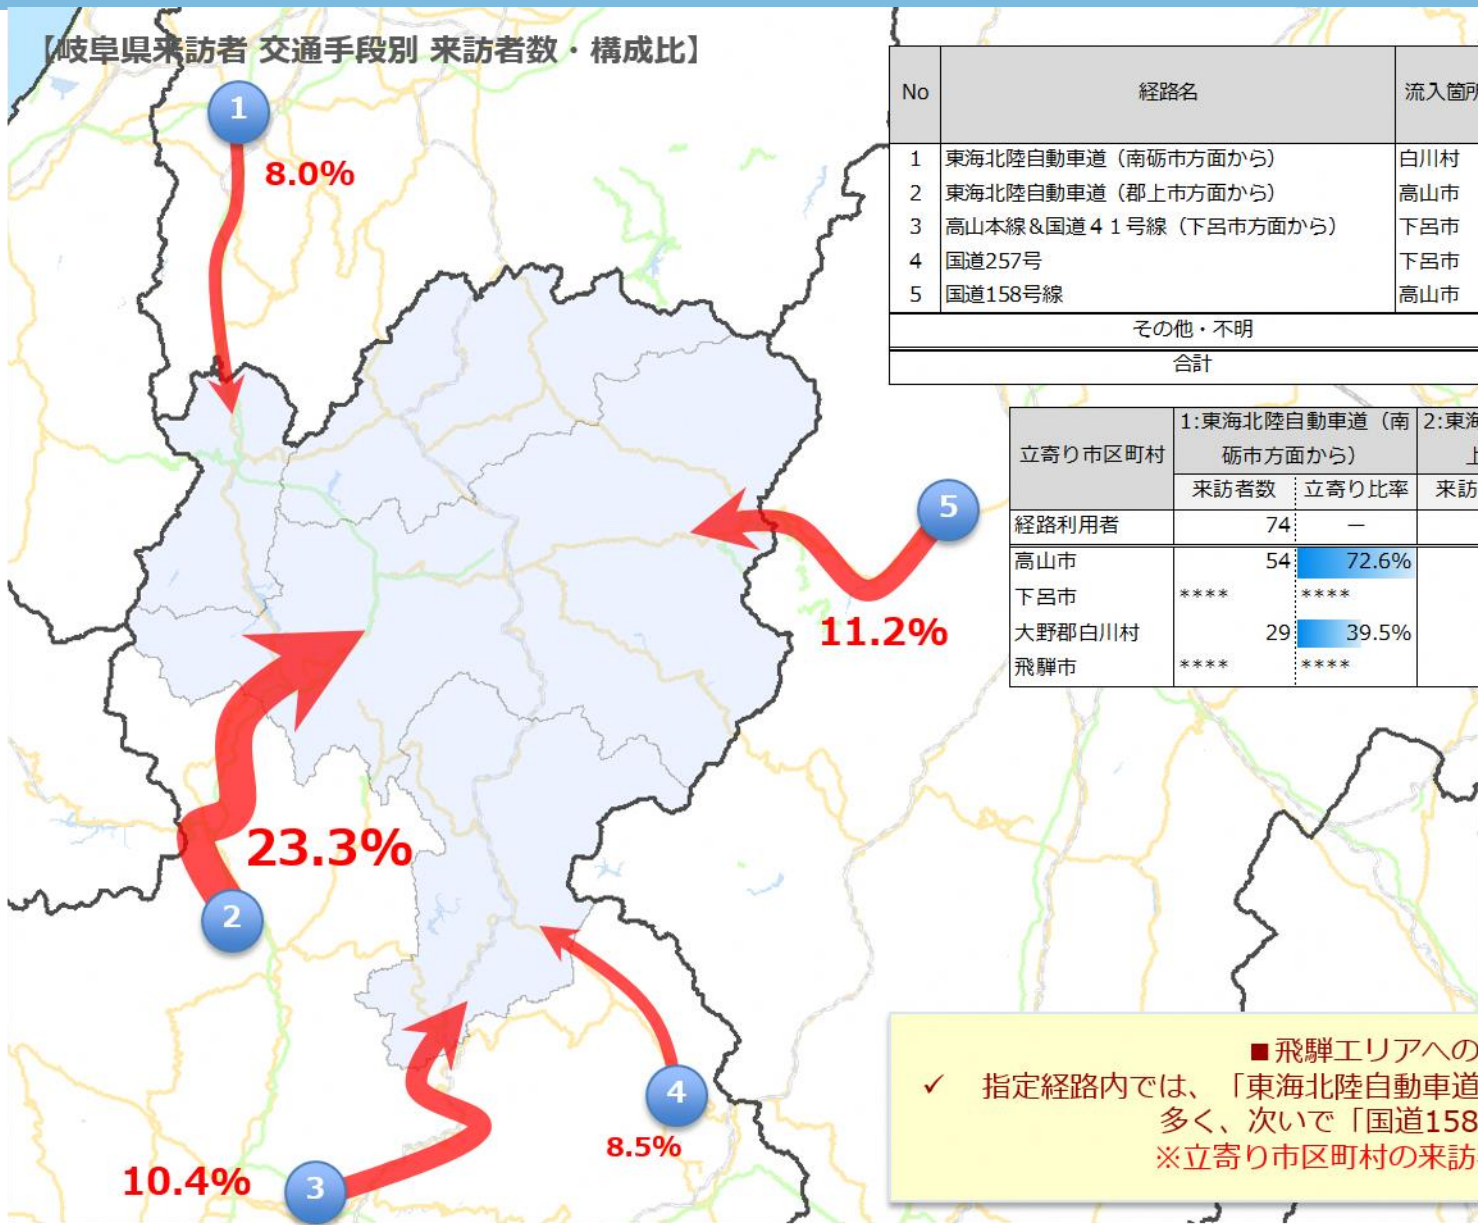 【岐阜県来訪者 交通手段別 来訪者数・構成比】
1
8.0%
5
11.2%
23.3%
2
4
8.5%
10.4%
3
No 経路名 流入箇所
1 東海北陸自動車道（南砺市方面から） 白川村
2 東海北陸自動車道（郡上市方面から） 高山市
3 高山本線＆国道４１号線（下呂市方面から） 下呂市
4 国道257号 下呂市
5 国道158号線 高山市
その他・不明
合計
立寄り市区町村 1:東海北陸自動車道（南 2:東海
砺市方面から） 上
来訪者数 立寄り比率 来訪
経路利用者 74 －
高山市 54 72.6%
下呂市 **** ****
大野郡白川村 29 39.5%
飛騨市 **** ****
■飛騨エリアへの
✓ 指定経路内では、「東海北陸自動車道
多く、次いで「国道158
※立寄り市区町村の来訪